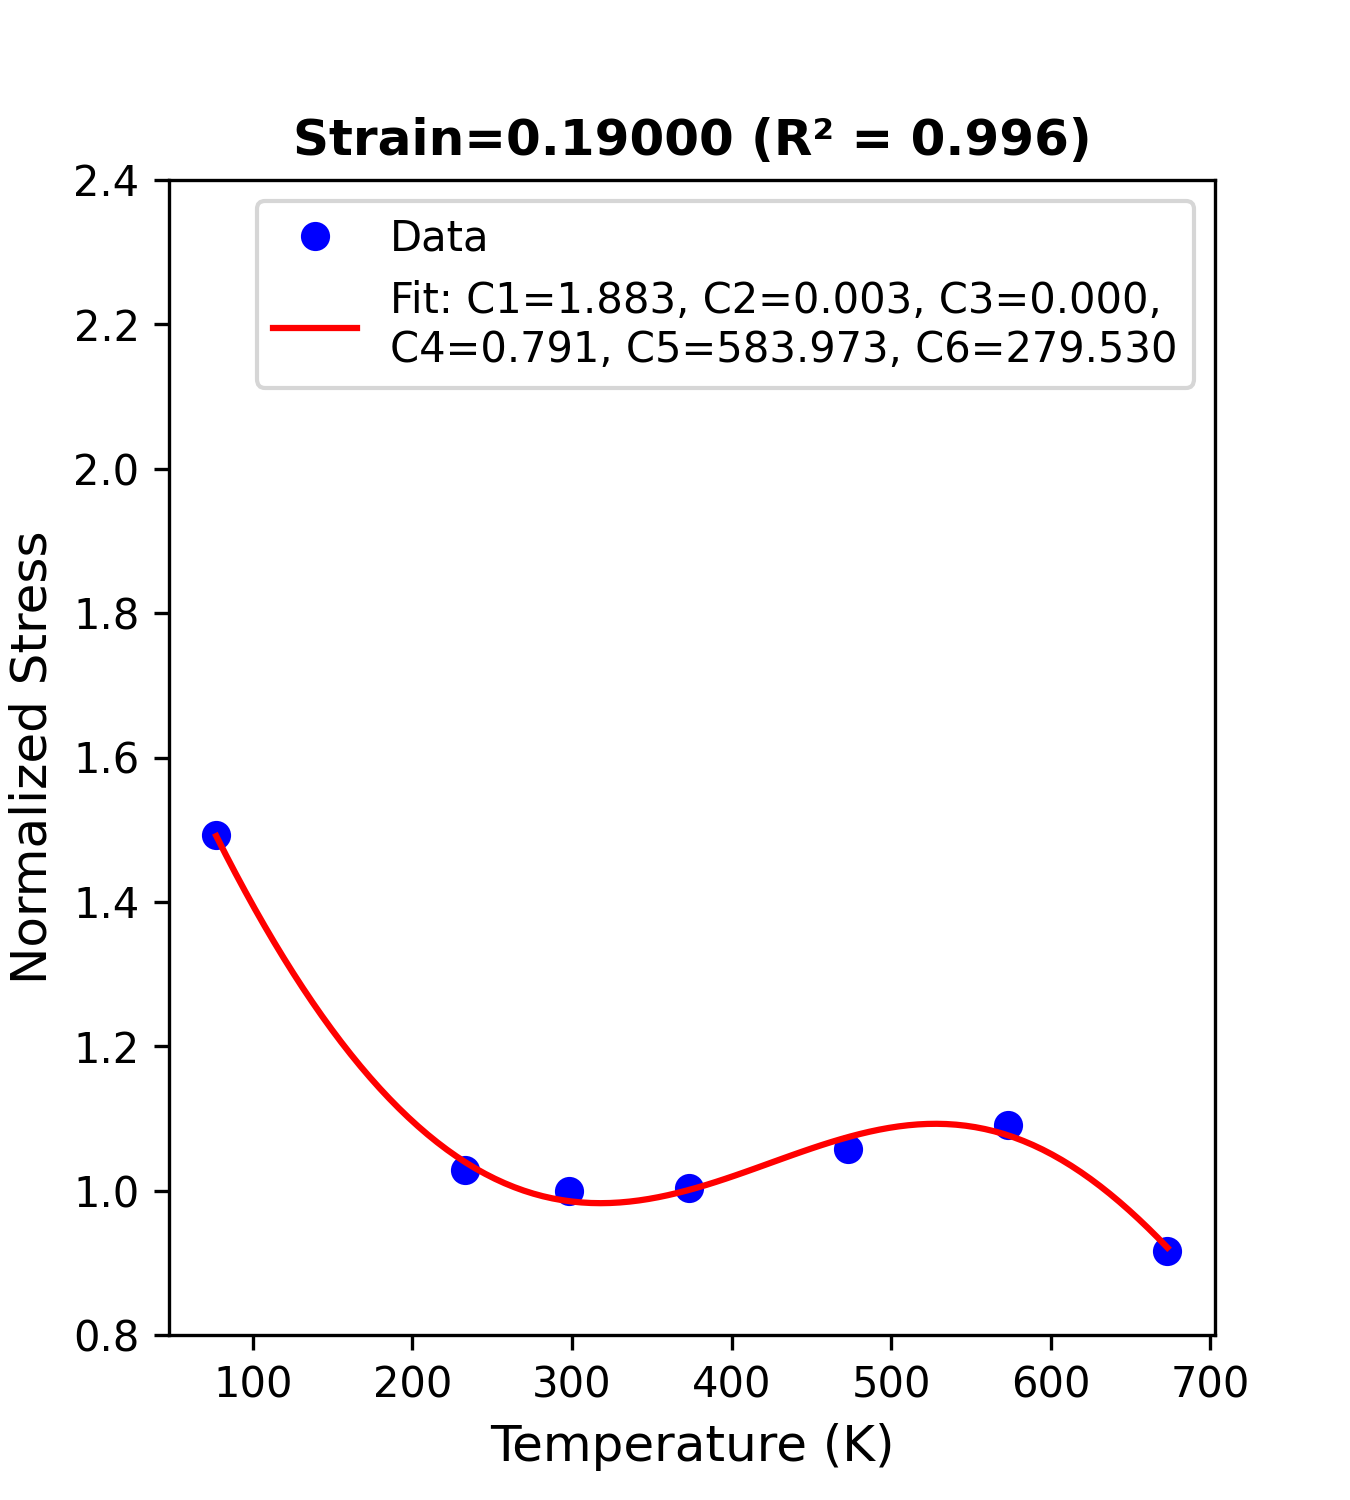 Strain=0.19000 (R² = 0.996)
Data
Fit: C1=1.883, C2=0.003, C3=0.000,
C4=0.791, C5=583.973, C6=279.530
Normalized Stress
2.4
2.2
2.0
1.8
1.6
1.4
1.2
1.0
0.8
100 200 300 400 500 600 700
Temperature (K)